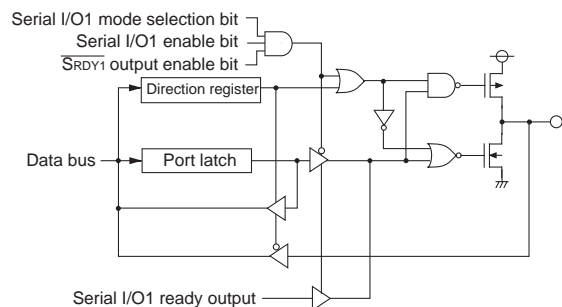 Serial I/O1 mode selection bit
Serial I/O1 enable bit
SRDY1 output enable bit
Direction register
Data bus
Port latch
Serial I/O1 ready output